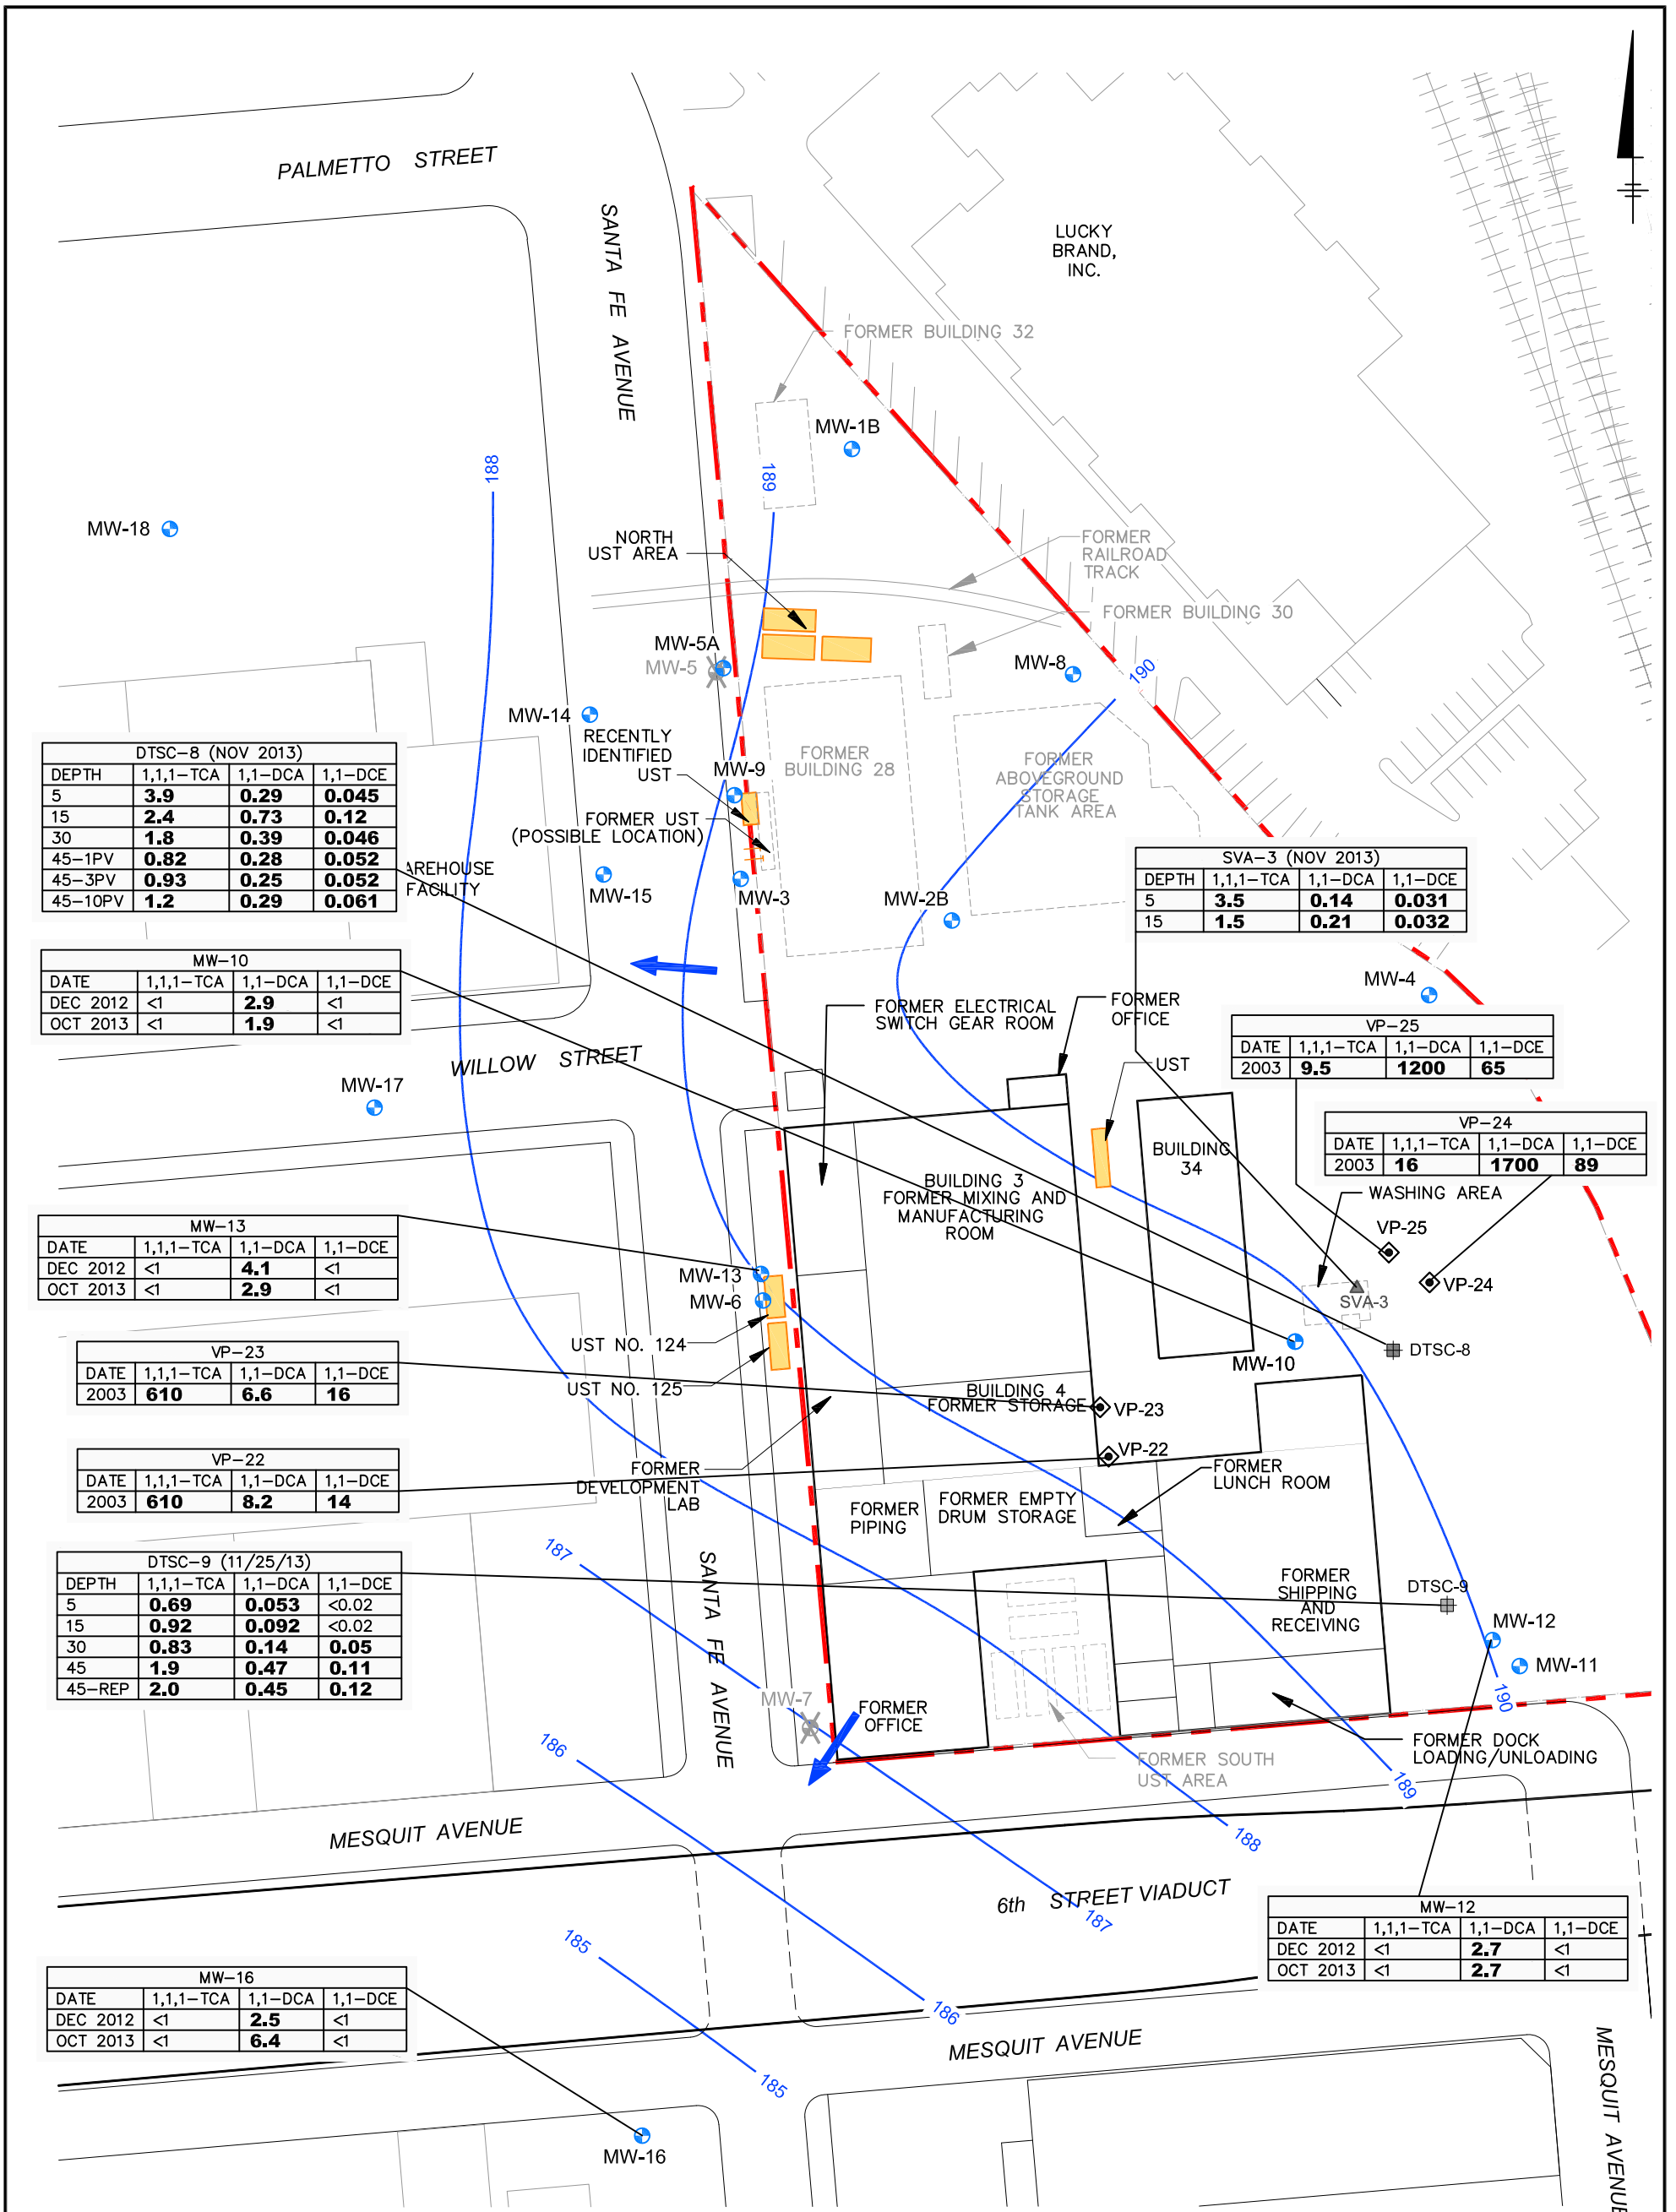 PALMETTO STREET
SANTA FE AVENUE
LUCKY
BRAND,
INC.
FORMER BUILDING 32
MW-1B
188
189
MW-18
NORTH
UST AREA
FORMER
RAILROAD
TRACK
FORMER BUILDING 30
MW-5A
MW-5
MW-8
190
MW-14
RECENTLY
IDENTIFIED
UST
MW-9
FORMER
BUILDING 28
FORMER
ABOVEGROUND
STORAGE
TANK AREA
FORMER UST
(POSSIBLE LOCATION)
DTSC-8 (NOV 2013)
DEPTH 1,1,1-TCA 1,1-DCA 1,1-DCE
5 3.9 0.29 0.045
15 2.4 0.73 0.12
30 1.8 0.39 0.046
45-1PV 0.82 0.28 0.052
45-3PV 0.93 0.25 0.052
45-10PV 1.2 0.29 0.061
AREHOUSE
FACILITY
MW-15
MW-3
MW-2B
SVA-3 (NOV 2013)
DEPTH 1,1,1-TCA 1,1-DCA 1,1-DCE
5 3.5 0.14 0.031
15 1.5 0.21 0.032
MW-10
DATE 1,1,1-TCA 1,1-DCA 1,1-DCE
DEC 2012 <1 2.9 <1
OCT 2013 <1 1.9 <1
MW-4
FORMER ELECTRICAL
SWITCH GEAR ROOM
FORMER
OFFICE
UST
VP-25
DATE 1,1,1-TCA 1,1-DCA 1,1-DCE
2003 9.5 1200 65
WILLOW STREET
MW-17
VP-24
DATE 1,1,1-TCA 1,1-DCA 1,1-DCE
2003 16 1700 89
BUILDING
34
BUILDING 3
FORMER MIXING AND
MANUFACTURING
ROOM
WASHING AREA
VP-25
VP-24
SVA-3
MW-13
DATE 1,1,1-TCA 1,1-DCA 1,1-DCE
DEC 2012 <1 4.1 <1
OCT 2013 <1 2.9 <1
MW-13
MW-6
UST NO. 124
UST NO. 125
MW-10
DTSC-8
VP-23
DATE 1,1,1-TCA 1,1-DCA 1,1-DCE
2003 610 6.6 16
BUILDING 4
FORMER STORAGE
VP-23
VP-22
VP-22
DATE 1,1,1-TCA 1,1-DCA 1,1-DCE
2003 610 8.2 14
FORMER
DEVELOPMENT
LAB
FORMER
LUNCH ROOM
FORMER
PIPING
FORMER EMPTY
DRUM STORAGE
187
SANTA FE AVENUE
DTSC-9 (11/25/13)
DEPTH 1,1,1-TCA 1,1-DCA 1,1-DCE
5 0.69 0.053 <0.02
15 0.92 0.092 <0.02
30 0.83 0.14 0.05
45 1.9 0.47 0.11
45-REP 2.0 0.45 0.12
FORMER
SHIPPING
AND
RECEIVING
DTSC-9
MW-12
MW-11
190
MW-7
FORMER
OFFICE
186
FORMER SOUTH
UST AREA
FORMER DOCK
LOADING/UNLOADING
189
MESQUIT AVENUE
188
6th STREET VIADUCT
187
MW-12
DATE 1,1,1-TCA 1,1-DCA 1,1-DCE
DEC 2012 <1 2.7 <1
OCT 2013 <1 2.7 <1
185
MW-16
DATE 1,1,1-TCA 1,1-DCA 1,1-DCE
DEC 2012 <1 2.5 <1
OCT 2013 <1 6.4 <1
186
MESQUIT AVENUE
185
MW-16
MESQUIT AVENUE